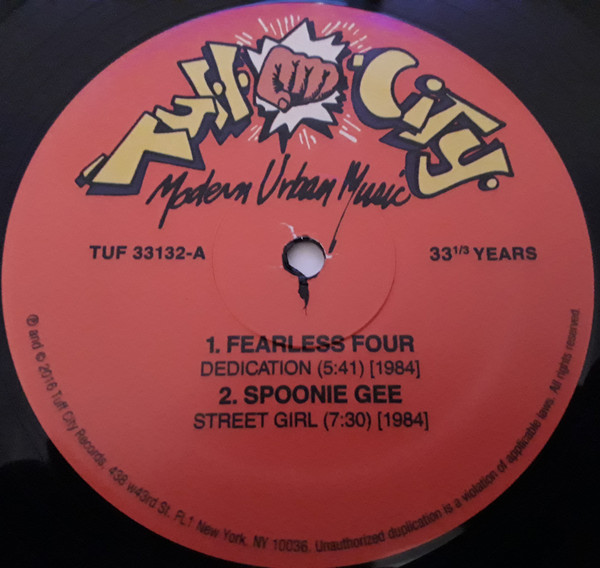 Tuff City
Modern Urban Music
TUF 33132-A
33 1/3 YEARS
1. FEARLESS FOUR
DEDICATION (5:41) [1984]
2. SPOONIE GEE
STREET GIRL (7:30) [1984]
℗ and © 2016 Tuff City Records, 438 w43rd St. PL1 New York, NY 10036. Unauthorized duplication is a violation of applicable laws. All rights reserved